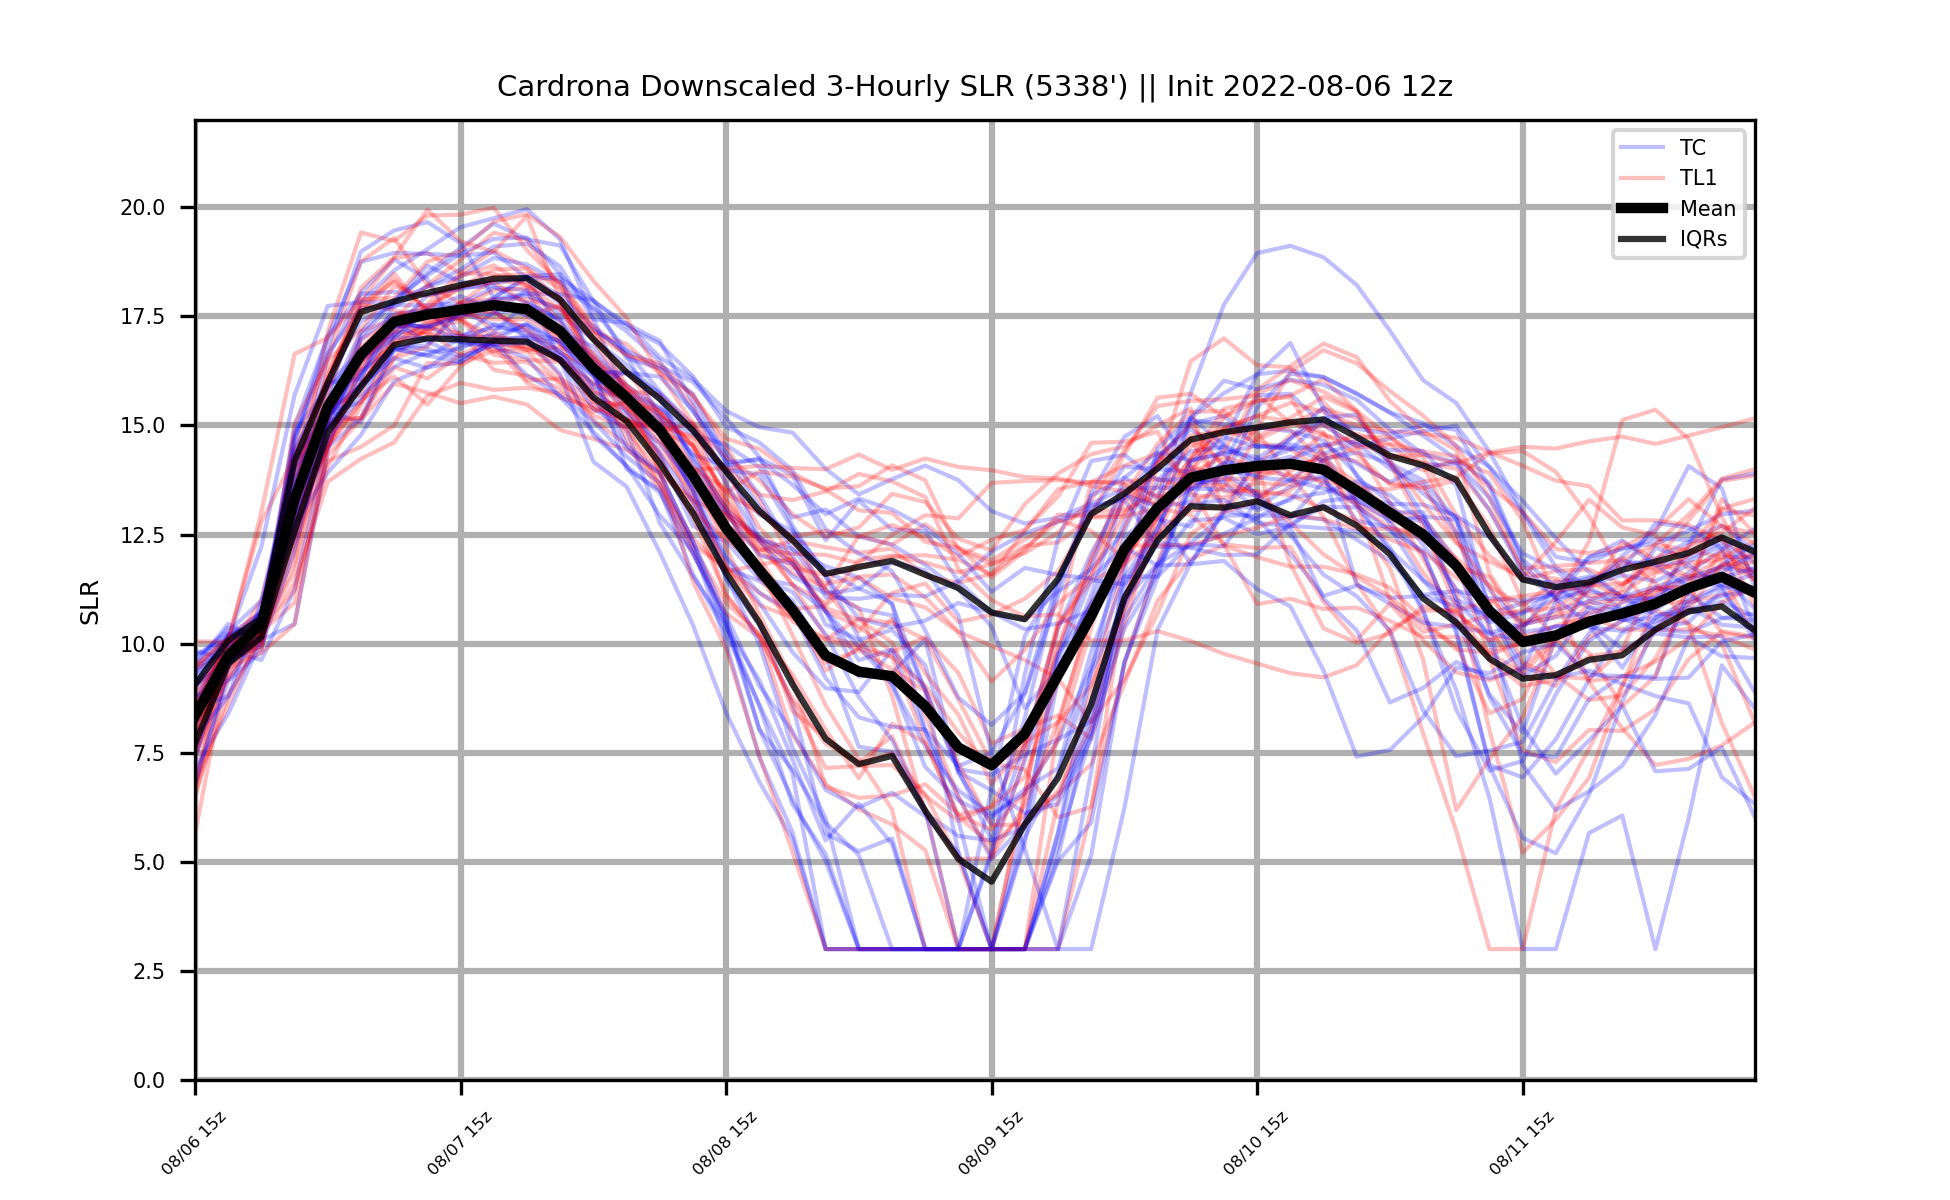 Cardrona Downscaled 3-Hourly SLR (5338') || Init 2022-08-06 12z
TC
TL1
Mean
IQRs
SLR
20.0
17.5
15.0
12.5
10.0
7.5
5.0
2.5
0.0
08/06 15z
08/07 15z
08/08 15z
08/09 15z
08/10 15z
08/11 15z